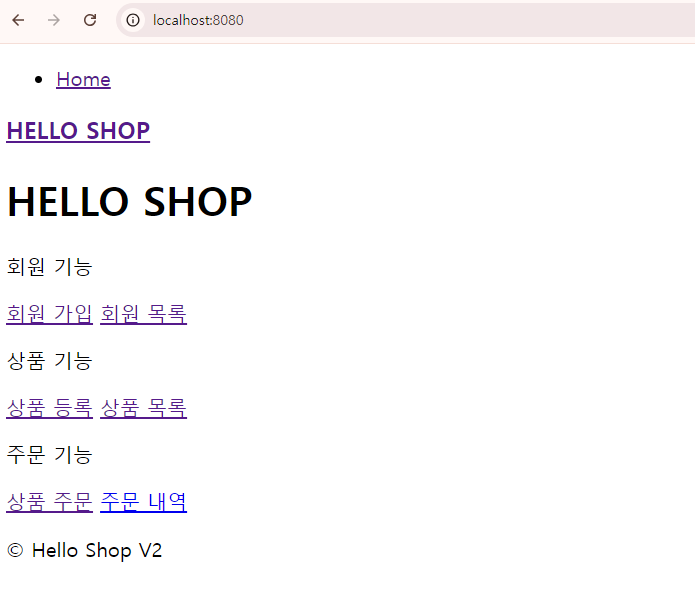 localhost:8080
Home
HELLO SHOP
HELLO SHOP
회원 기능
회원 가입 회원 목록
상품 기능
상품 등록 상품 목록
주문 기능
상품 주문 주문 내역
© Hello Shop V2